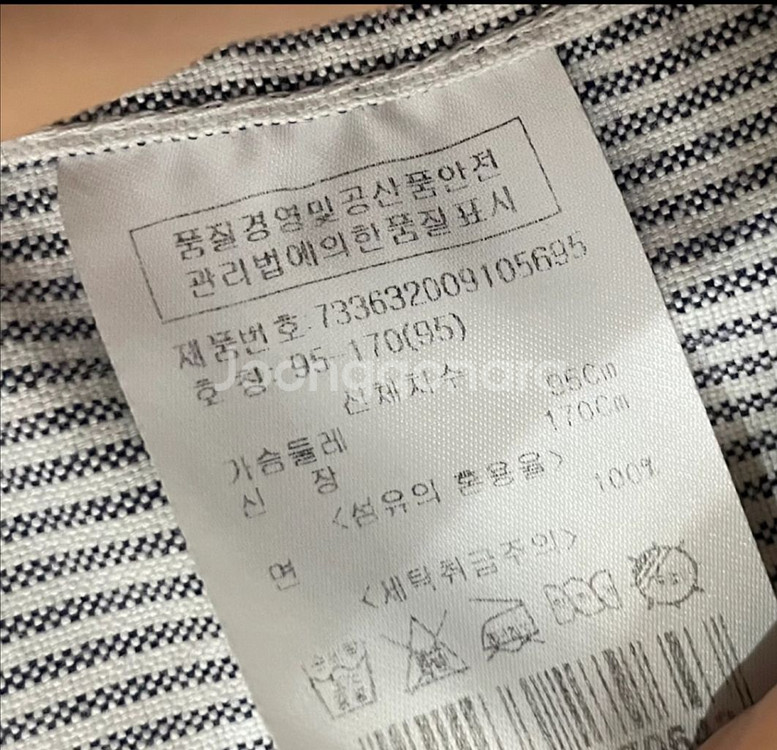 품질경영및공산품안전
관리법에의한품질표시
제품번호:733632009105695
호칭:95-170(95)
신체치수
가슴둘레 95Cm
신 장 170Cm
<섬유의 혼용율>
면 100%
<세탁취급주의>
Joonggonara